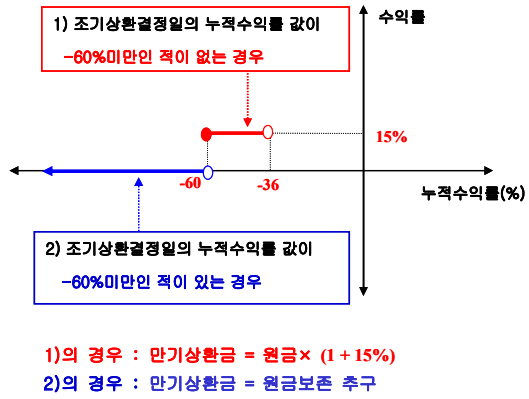 수익률
1) 조기상환결정일의 누적수익률 값이
-60%미만인 적이 없는 경우
15%
-60
-36
누적수익률(%)
2) 조기상환결정일의 누적수익률 값이
-60%미만인 적이 있는 경우
1)의 경우 : 만기상환금 = 원금× (1 + 15%)
2)의 경우 : 만기상환금 = 원금보존 추구